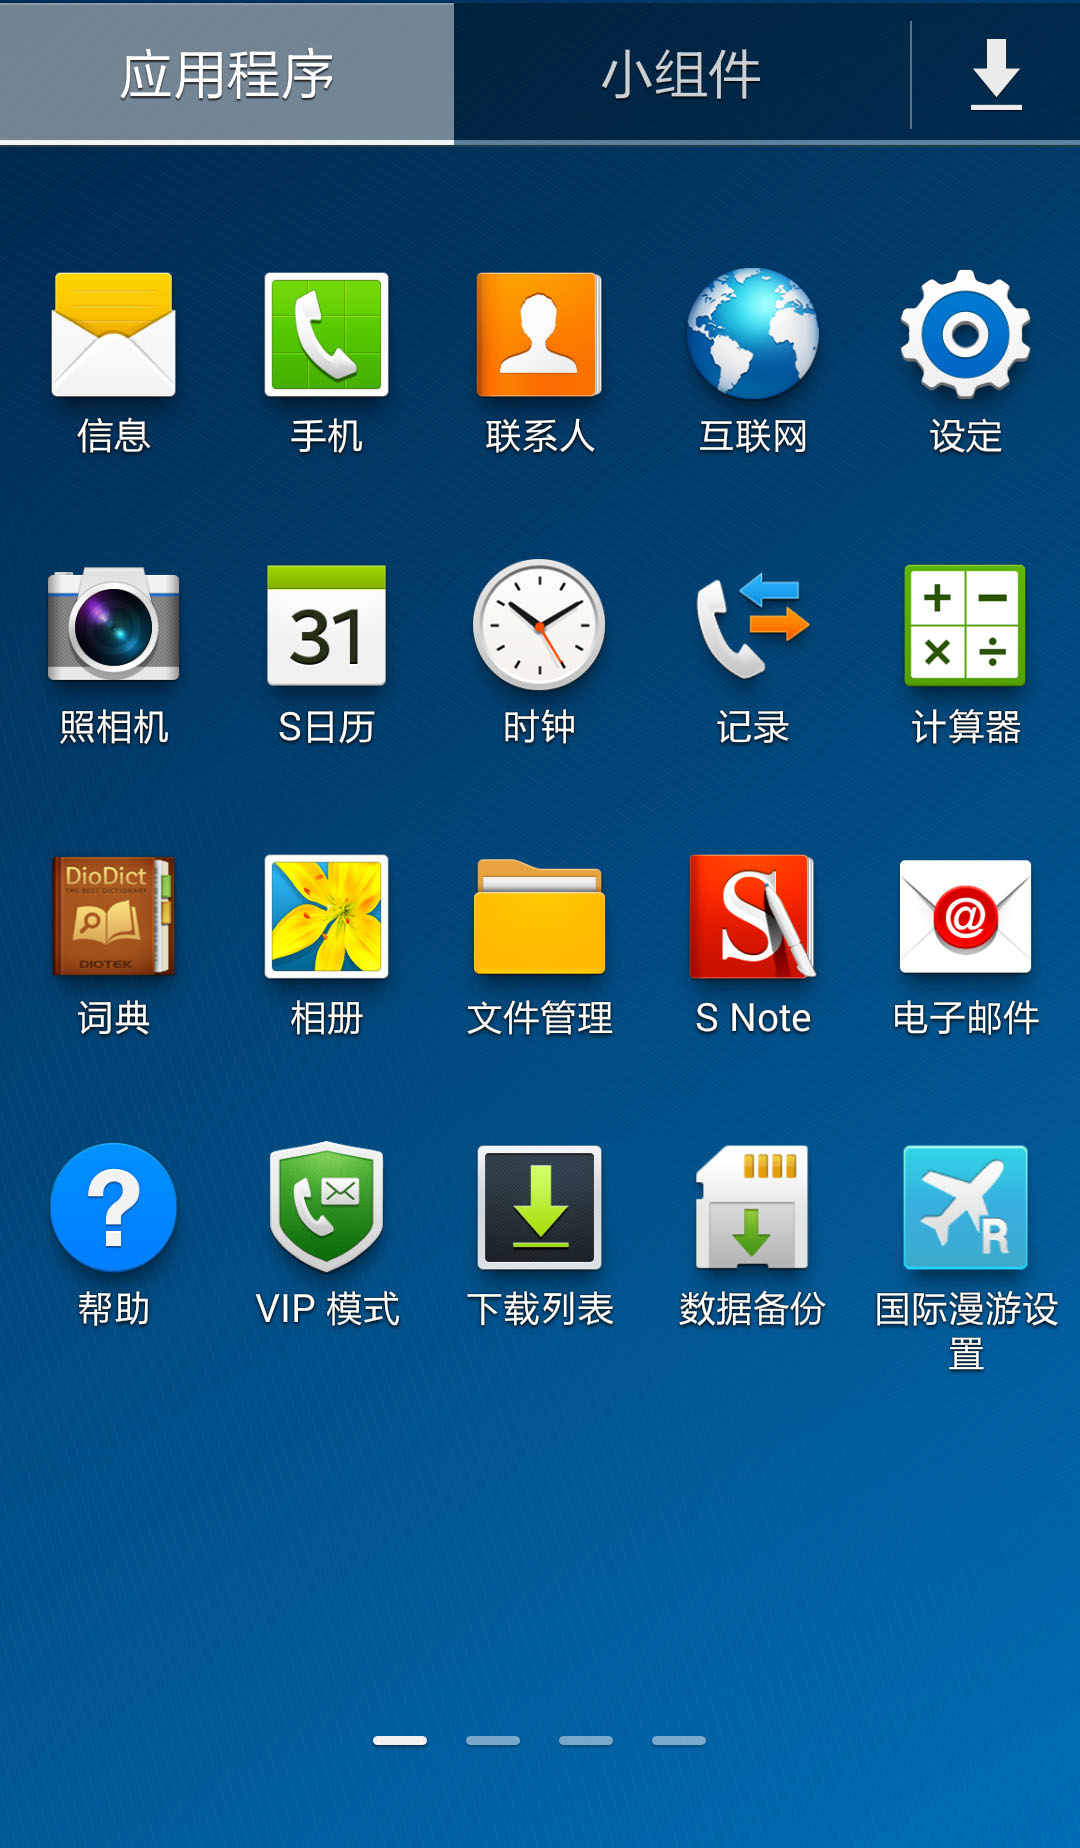 应用程序
小组件
信息
手机
联系人
互联网
设定
31
照相机
S日历
时钟
记录
计算器
DioDict
THE BEST DICTIONARY
DIOTEK
词典
相册
文件管理
S
S Note
@
电子邮件
?
帮助
VIP 模式
下载列表
数据备份
R
国际漫游设
置